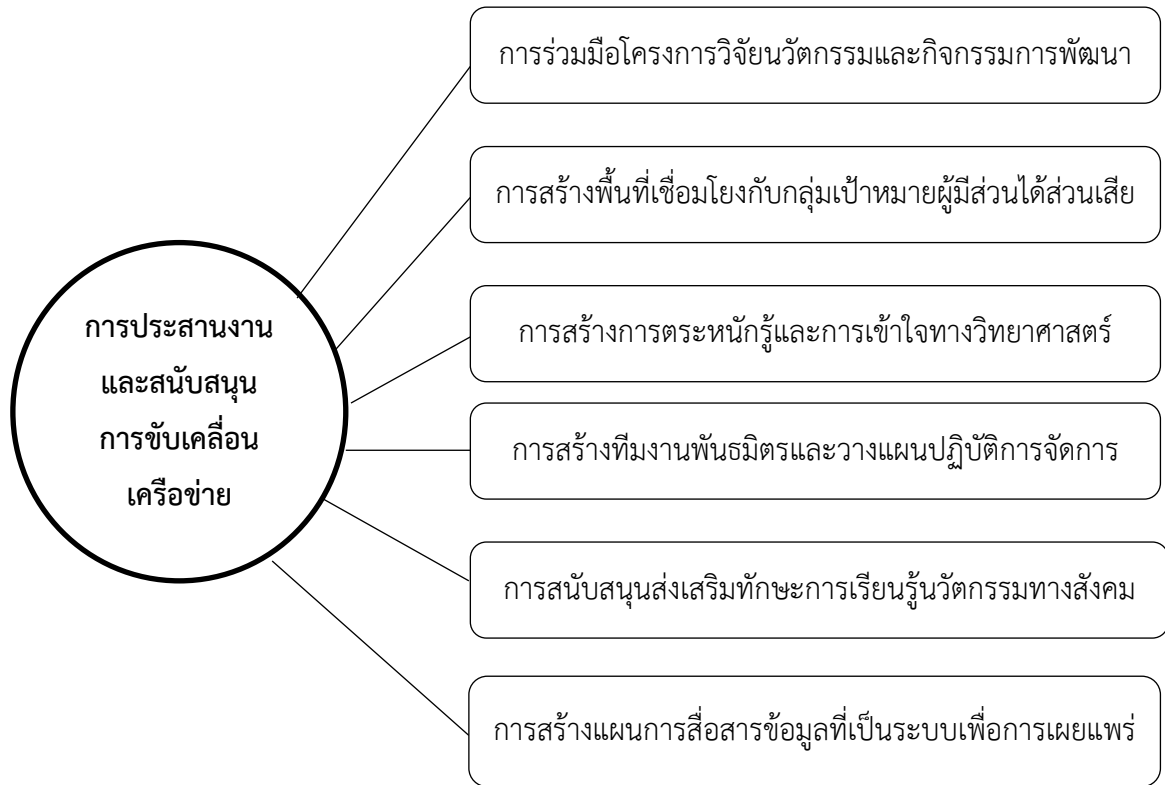 การร่วมมือโครงการวิจัยนวัตกรรมและกิจกรรมการพัฒนา
การสร้างพื้นที่เชื่อมโยงกับกลุ่มเป้าหมายผู้มีส่วนได้ส่วนเสีย
การประสานงาน
และสนับสนุน
การขับเคลื่อน
เครือข่าย
การสร้างการตระหนักรู้และการเข้าใจทางวิทยาศาสตร์
การสร้างทีมงานพันธมิตรและวางแผนปฏิบัติการจัดการ
การสนับสนุนส่งเสริมทักษะการเรียนรู้นวัตกรรมทางสังคม
การสร้างแผนการสื่อสารข้อมูลที่เป็นระบบเพื่อการเผยแพร่